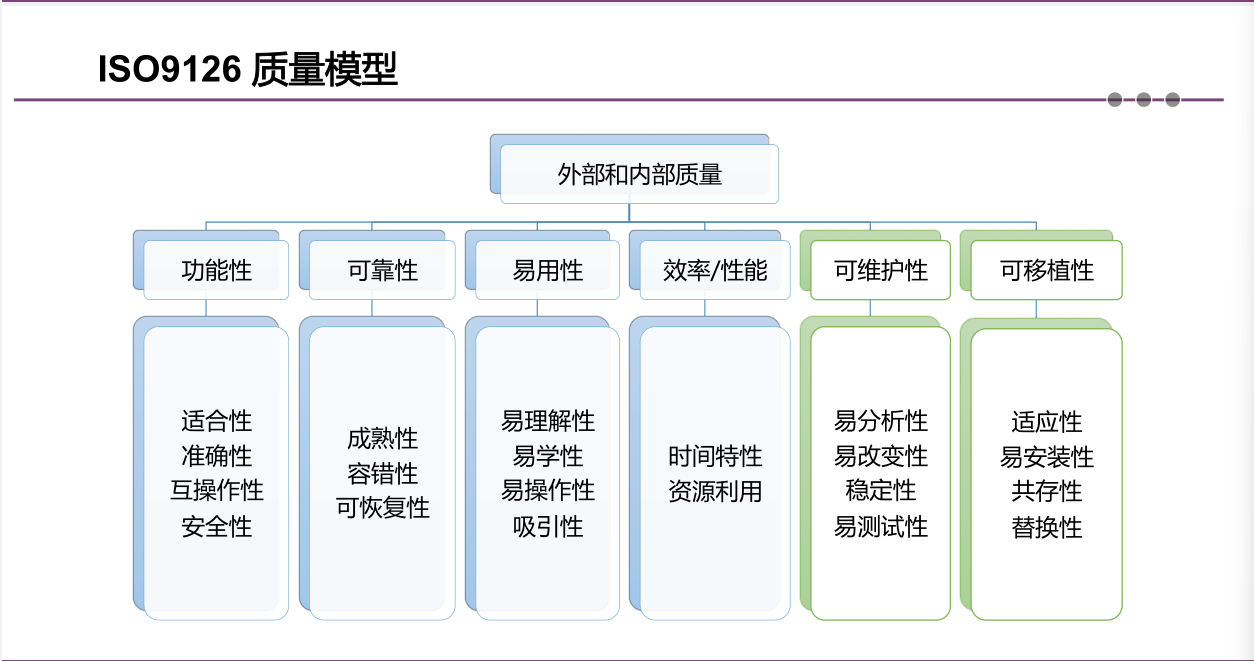 ISO9126 质量模型
外部和内部质量
功能性
可靠性
易用性
效率/性能
可维护性
可移植性
适合性
准确性
互操作性
安全性
成熟性
容错性
可恢复性
易理解性
易学性
易操作性
吸引性
时间特性
资源利用
易分析性
易改变性
稳定性
易测试性
适应性
易安装性
共存性
替换性